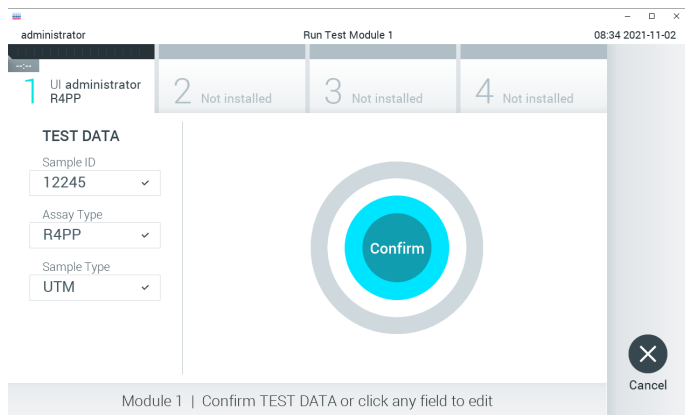 administrator Run Test Module 1 08:34 2021-11-02
--:--
1 UI administrator
R4PP
2 Not installed
3 Not installed
4 Not installed
TEST DATA
Sample ID
12245
Assay Type
R4PP
Sample Type
UTM
Confirm
Cancel
Module 1 | Confirm TEST DATA or click any field to edit